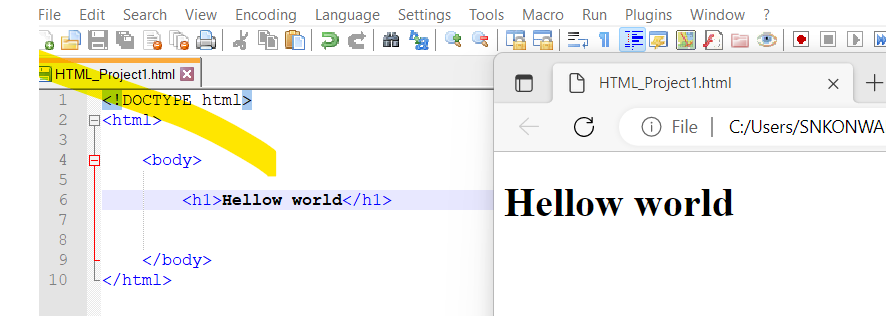 File Edit Search View Encoding Language Settings Tools Macro Run Plugins Window ?
HTML_Project1.html
1 <!DOCTYPE html>
2 <html>
3
4 <body>
5
6 <h1>Hellow world</h1>
7
8
9 </body>
10 </html>
HTML_Project1.html
File C:/Users/SNKONWA
Hellow world